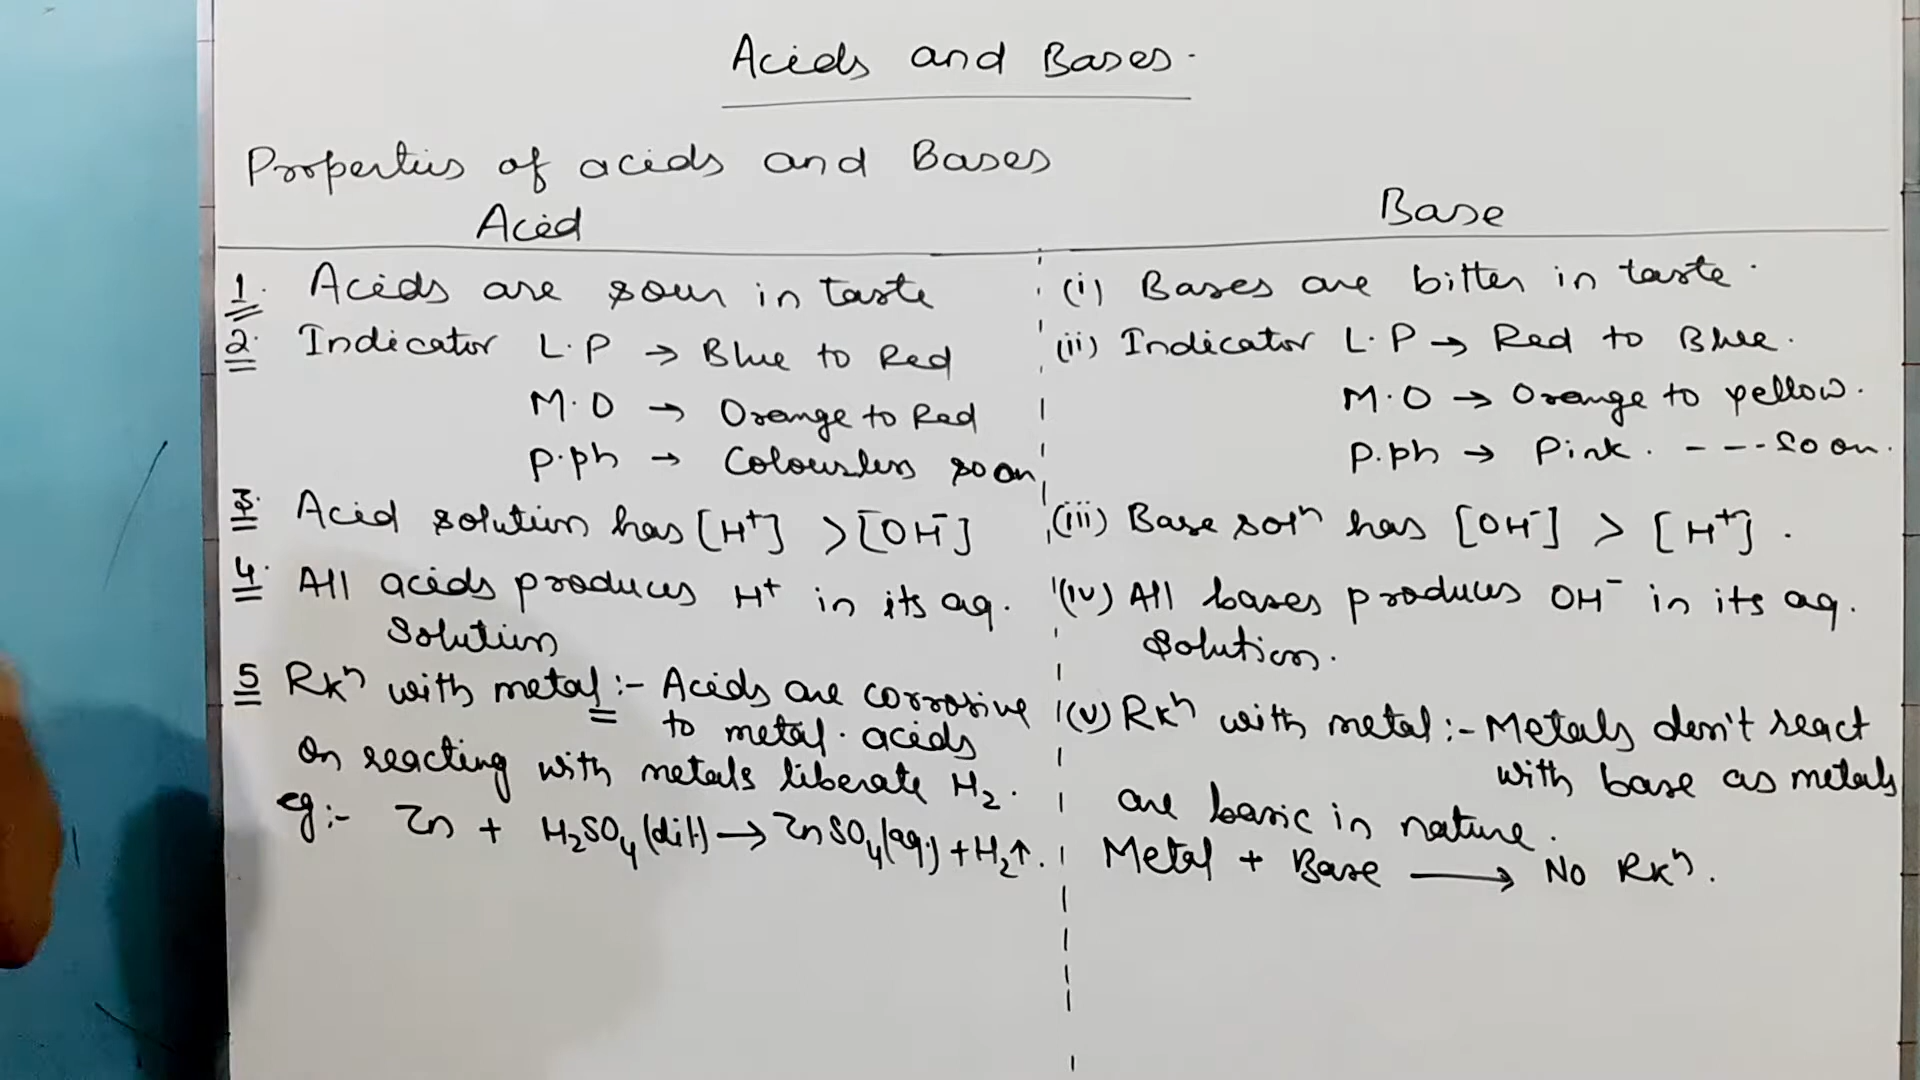 Acids and Bases.
Properties of acids and Bases
Acid
1. Acids are sour in taste
2. Indicator L.P → Blue to Red
M.O → Orange to Red
P.ph → Colourless so on
3. Acid solution has [H⁺] > [OH⁻]
4. All acids produces H⁺ in its aq.
solution
5 Rxⁿ with metal :- Acids are corrosive
to metal. acids
on reacting with metals liberate H₂.
eg:- Zn + H₂SO₄(dil) → ZnSO₄(aq.) + H₂↑.
Base
(i) Bases are bitter in taste.
(ii) Indicator L.P → Red to Blue.
M.O → Orange to yellow.
P.ph → Pink. ---- so on.
(iii) Base solⁿ has [OH⁻] > [H⁺].
(iv) All bases produces OH⁻ in its aq.
solution.
(v) Rxⁿ with metal :- Metals don't react
with base as metals
are basic in nature.
Metal + Base ⟶ No Rxⁿ.